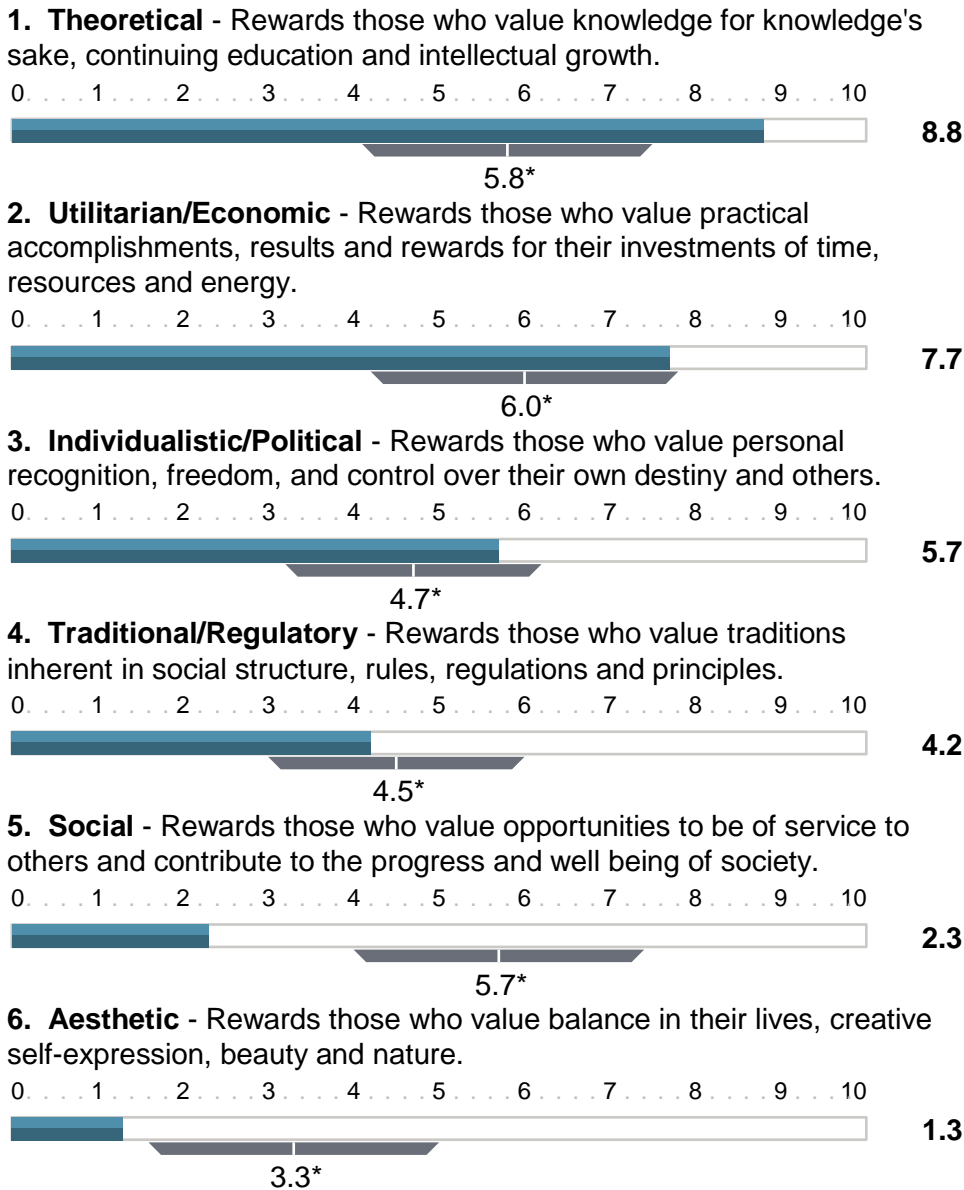 1. Theoretical - Rewards those who value knowledge for knowledge's
sake, continuing education and intellectual growth.
0. . . . 1 . . . . 2 . . . . 3 . . . . 4 . . . . 5 . . . . 6 . . . . 7 . . . . 8 . . . . 9 . . . 10
8.8
5.8*
2. Utilitarian/Economic - Rewards those who value practical
accomplishments, results and rewards for their investments of time,
resources and energy.
0. . . . 1 . . . . 2 . . . . 3 . . . . 4 . . . . 5 . . . . 6 . . . . 7 . . . . 8 . . . . 9 . . . 10
7.7
6.0*
3. Individualistic/Political - Rewards those who value personal
recognition, freedom, and control over their own destiny and others.
0. . . . 1 . . . . 2 . . . . 3 . . . . 4 . . . . 5 . . . . 6 . . . . 7 . . . . 8 . . . . 9 . . . 10
5.7
4.7*
4. Traditional/Regulatory - Rewards those who value traditions
inherent in social structure, rules, regulations and principles.
0. . . . 1 . . . . 2 . . . . 3 . . . . 4 . . . . 5 . . . . 6 . . . . 7 . . . . 8 . . . . 9 . . . 10
4.2
4.5*
5. Social - Rewards those who value opportunities to be of service to
others and contribute to the progress and well being of society.
0. . . . 1 . . . . 2 . . . . 3 . . . . 4 . . . . 5 . . . . 6 . . . . 7 . . . . 8 . . . . 9 . . . 10
2.3
5.7*
6. Aesthetic - Rewards those who value balance in their lives, creative
self-expression, beauty and nature.
0. . . . 1 . . . . 2 . . . . 3 . . . . 4 . . . . 5 . . . . 6 . . . . 7 . . . . 8 . . . . 9 . . . 10
1.3
3.3*